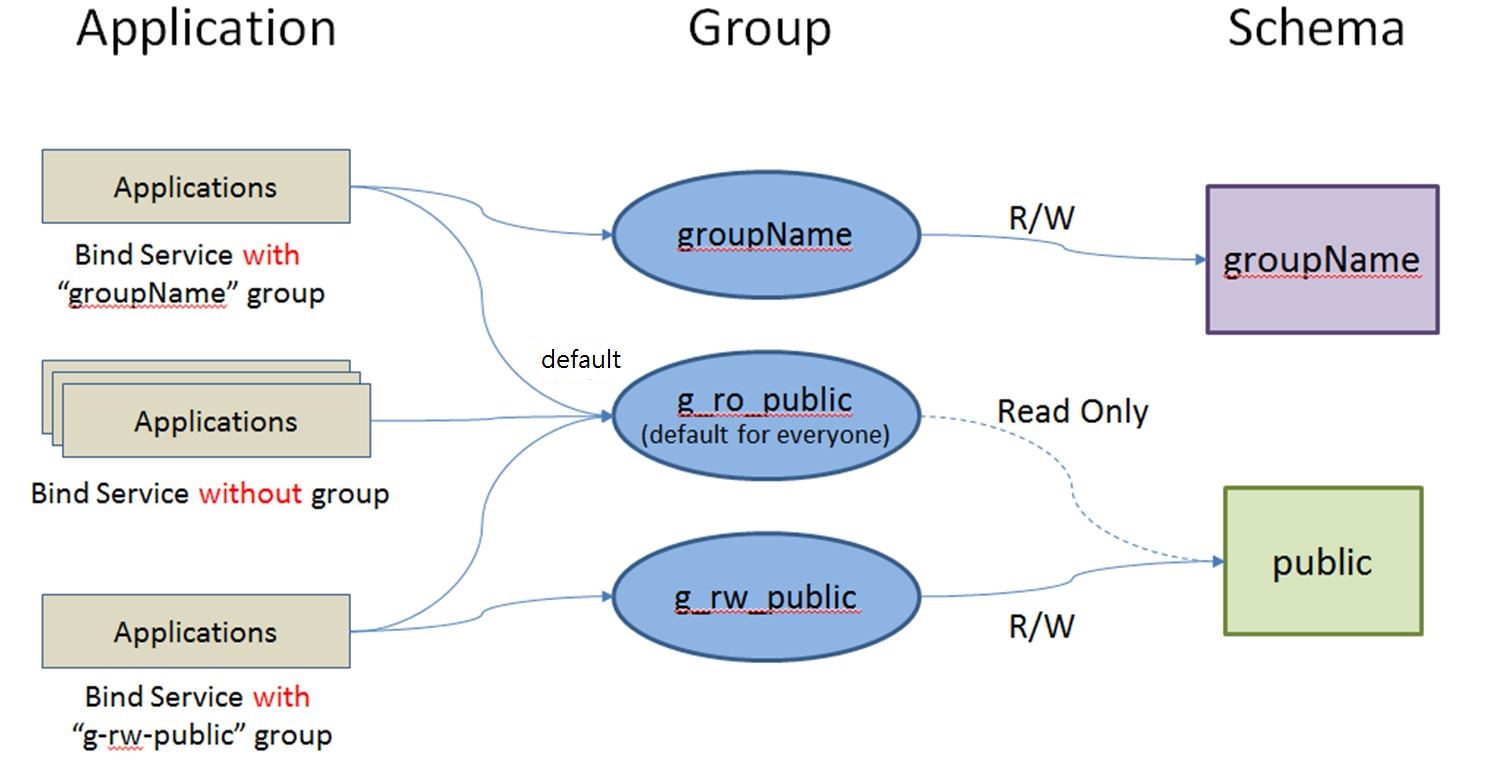 Application
Group
Schema
Applications
Bind Service with
“groupName” group
groupName
R/W
groupName
default
Applications
Bind Service without group
g_ro_public
(default for everyone)
Read Only
public
Applications
Bind Service with
“g-rw-public” group
g_rw_public
R/W